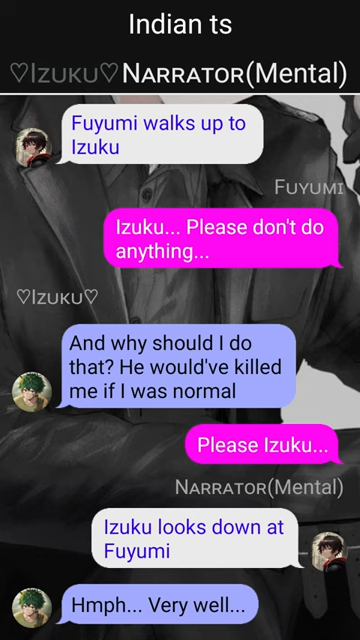 Indian ts
♡Izuku♡ Narrator(Mental)
Fuyumi walks up to
Izuku
Fuyumi
Izuku... Please don't do
anything...
♡Izuku♡
And why should I do
that? He would've killed
me if I was normal
Please Izuku...
Narrator(Mental)
Izuku looks down at
Fuyumi
Hmph... Very well...